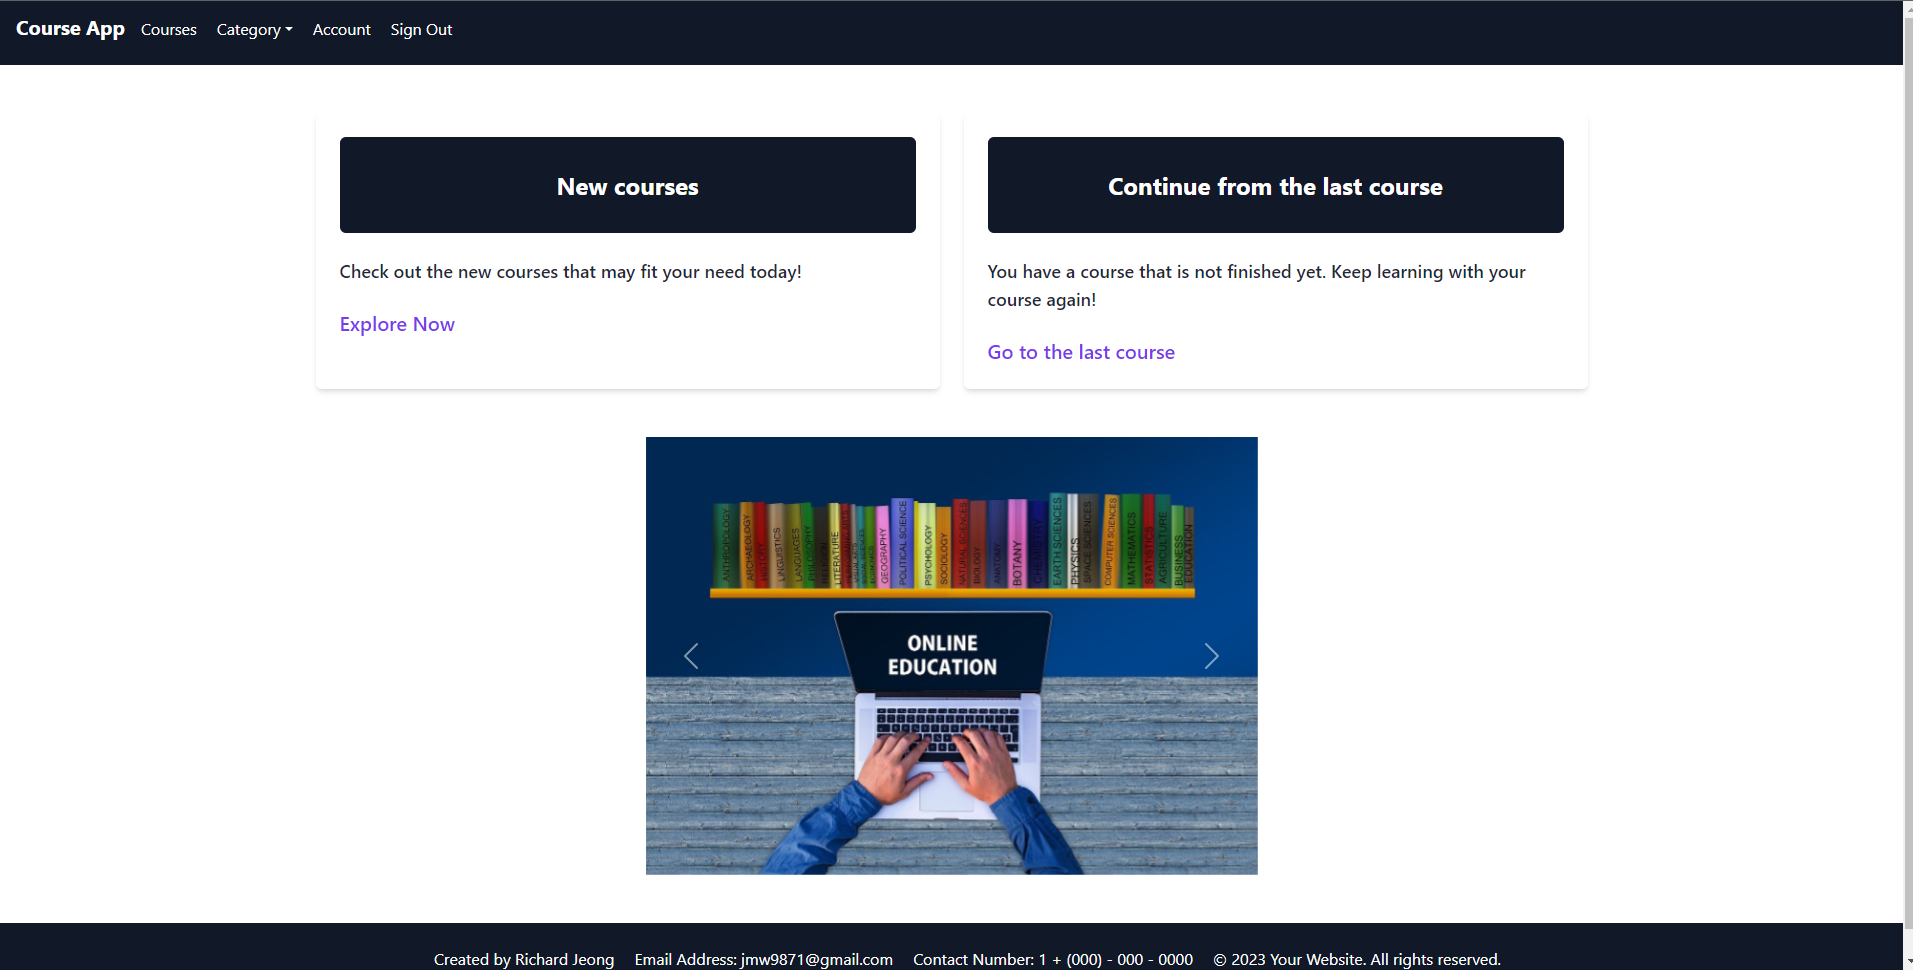 Course App Courses Category Account Sign Out
New courses
Check out the new courses that may fit your need today!
Explore Now
Continue from the last course
You have a course that is not finished yet. Keep learning with your
course again!
Go to the last course
ANTHROPOLOGY
ARCHAEOLOGY
HISTORY
LINGUISTICS
LANGUAGES
PHILOSOPHY
RELIGION
LITERATURE
GEOGRAPHY
POLITICAL SCIENCE
PSYCHOLOGY
SOCIOLOGY
NATURAL SCIENCES
BIOLOGY
ANATOMY
BOTANY
CHEMISTRY
EARTH SCIENCES
PHYSICS
SPACE SCIENCES
COMPUTER SCIENCES
MATHEMATICS
STATISTICS
AGRICULTURE
BUSINESS
EDUCATION
ONLINE
EDUCATION
Created by Richard Jeong Email Address: jmw9871@gmail.com Contact Number: 1 + (000) - 000 - 0000 © 2023 Your Website. All rights reserved.